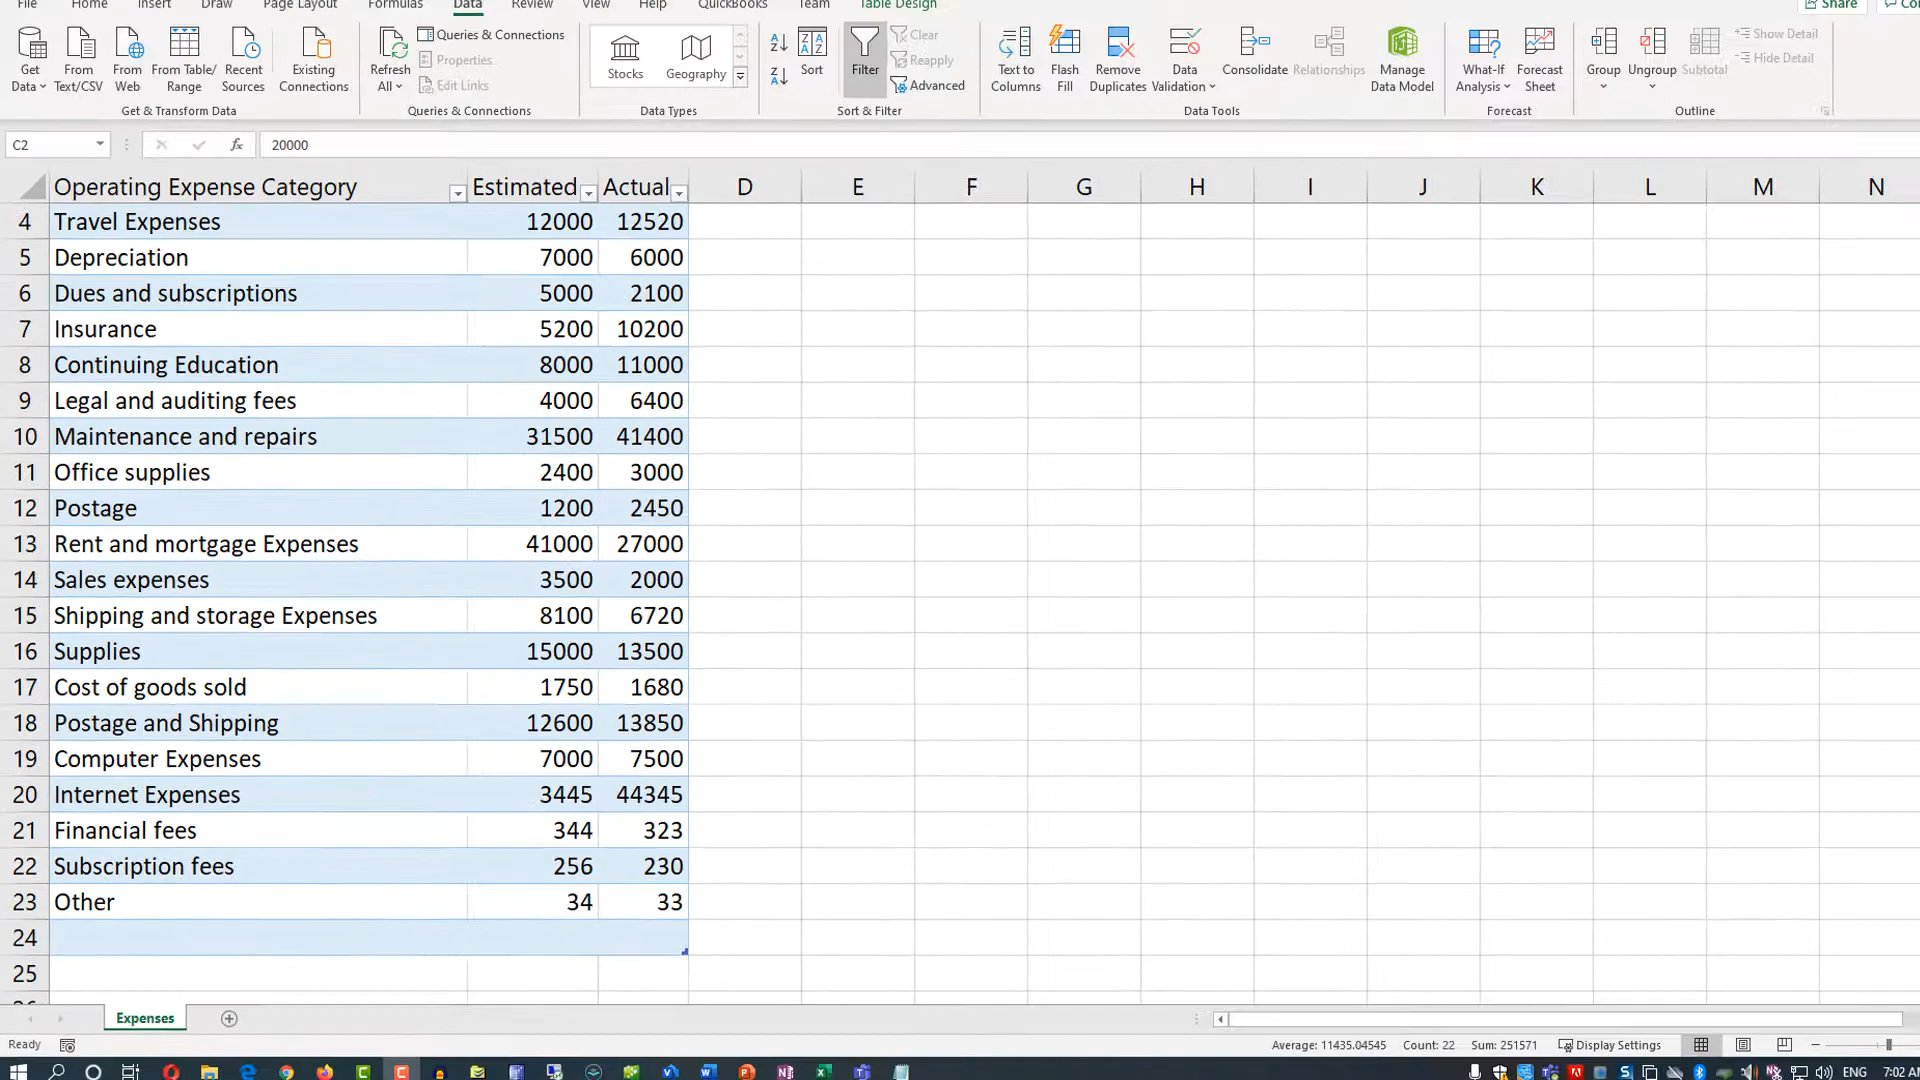 File Home Insert Draw Page Layout Formulas Data Review View Help QuickBooks Team Table Design Share
Get Data From Text/CSV From Web From Table/Range Recent Sources Existing Connections
Get & Transform Data
Refresh All Queries & Connections Properties Edit Links
Queries & Connections
Stocks Geography
Data Types
Sort Filter Clear Reapply Advanced
Sort & Filter
Text to Columns Flash Fill Remove Duplicates Data Validation Consolidate Relationships Manage Data Model
Data Tools
What-If Analysis Forecast Sheet
Forecast
Group Ungroup Subtotal Show Detail Hide Detail
Outline
C2 fx 20000
Operating Expense Category Estimated Actual D E F G H I J K L M N
4 Travel Expenses 12000 12520
5 Depreciation 7000 6000
6 Dues and subscriptions 5000 2100
7 Insurance 5200 10200
8 Continuing Education 8000 11000
9 Legal and auditing fees 4000 6400
10 Maintenance and repairs 31500 41400
11 Office supplies 2400 3000
12 Postage 1200 2450
13 Rent and mortgage Expenses 41000 27000
14 Sales expenses 3500 2000
15 Shipping and storage Expenses 8100 6720
16 Supplies 15000 13500
17 Cost of goods sold 1750 1680
18 Postage and Shipping 12600 13850
19 Computer Expenses 7000 7500
20 Internet Expenses 3445 44345
21 Financial fees 344 323
22 Subscription fees 256 230
23 Other 34 33
24
25
Expenses
Ready Average: 11435.04545 Count: 22 Sum: 251571 Display Settings
ENG 7:02